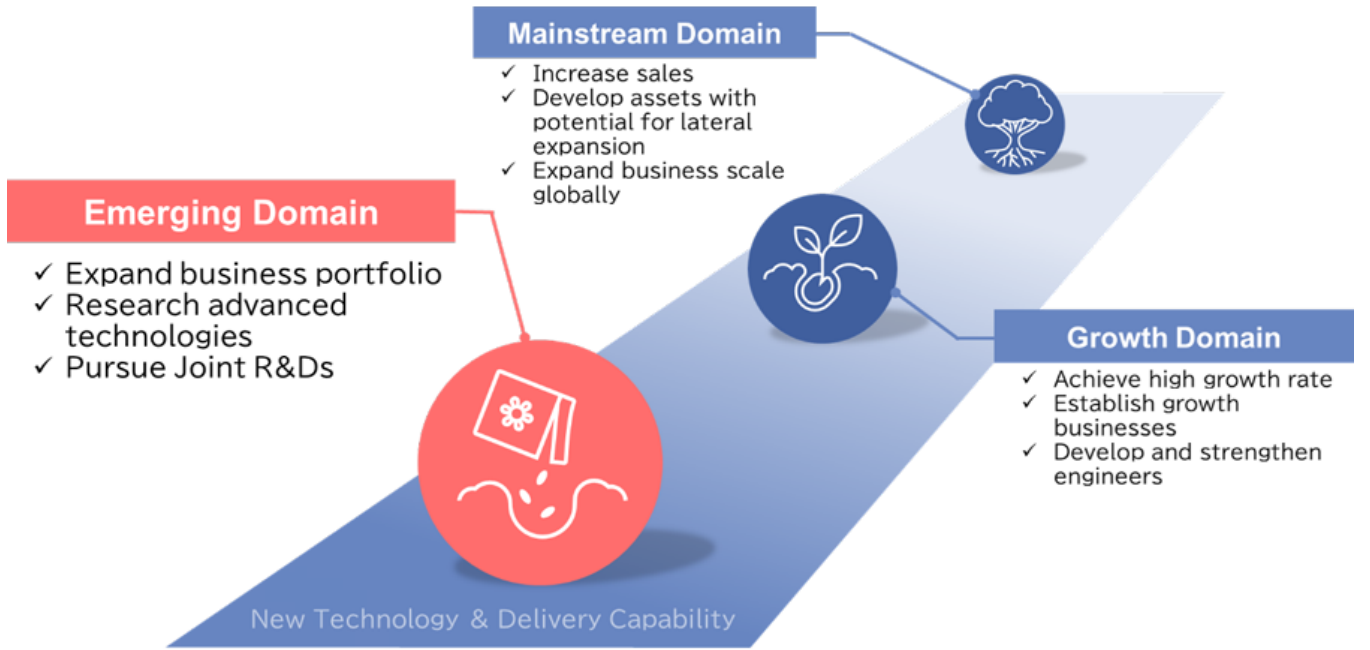 Mainstream Domain
✓ Increase sales
✓ Develop assets with
potential for lateral
expansion
✓ Expand business scale
globally
Emerging Domain
✓ Expand business portfolio
✓ Research advanced
technologies
✓ Pursue Joint R&Ds
Growth Domain
✓ Achieve high growth rate
✓ Establish growth
businesses
✓ Develop and strengthen
engineers
New Technology & Delivery Capability